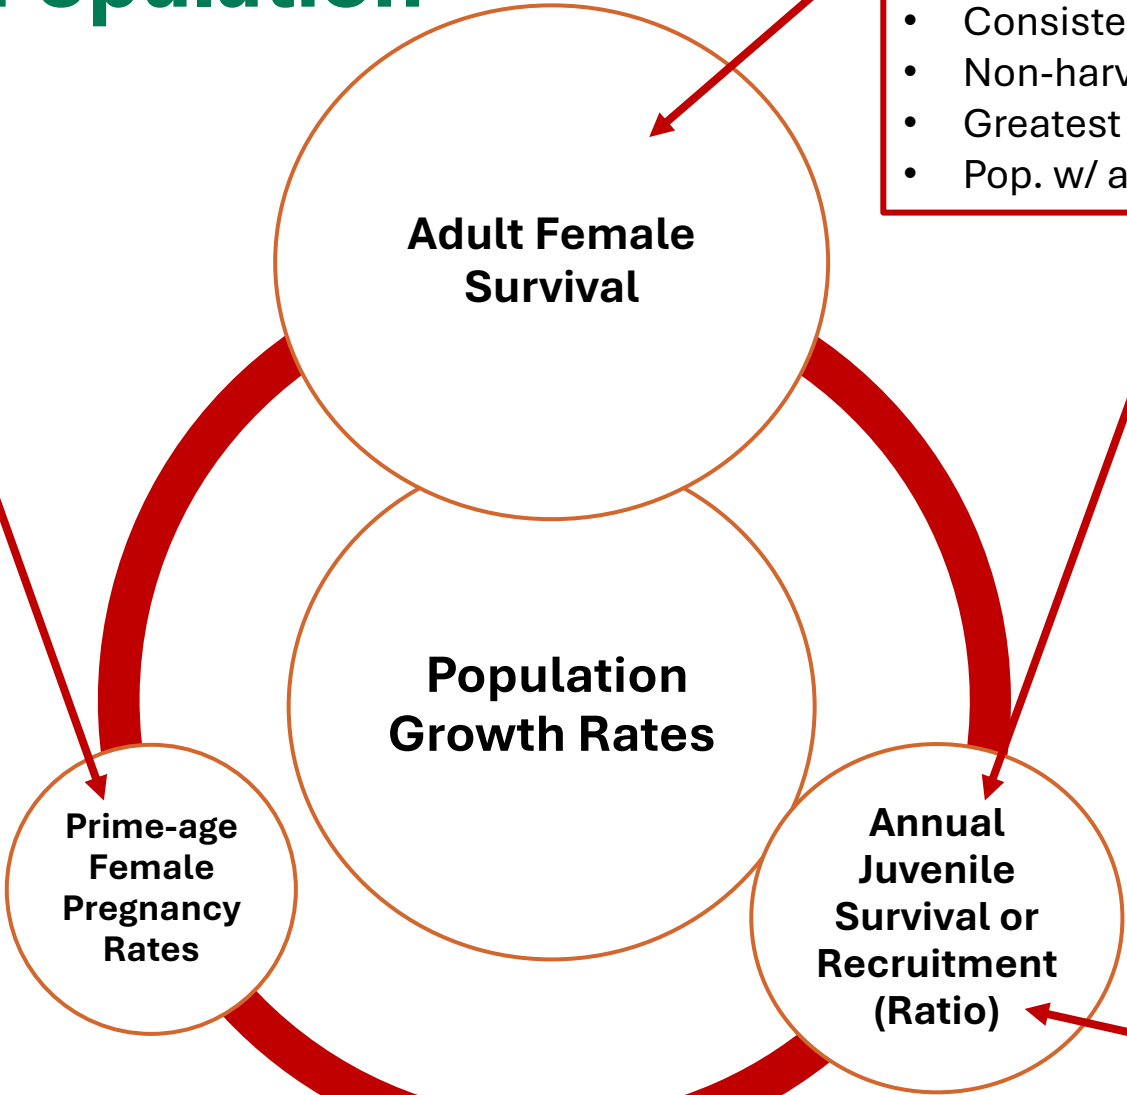 • Consiste
• Non-harv
• Greatest
• Pop. w/ a
Adult Female
Survival
Population
Growth Rates
Prime-age
Female
Pregnancy
Rates
Annual
Juvenile
Survival or
Recruitment
(Ratio)